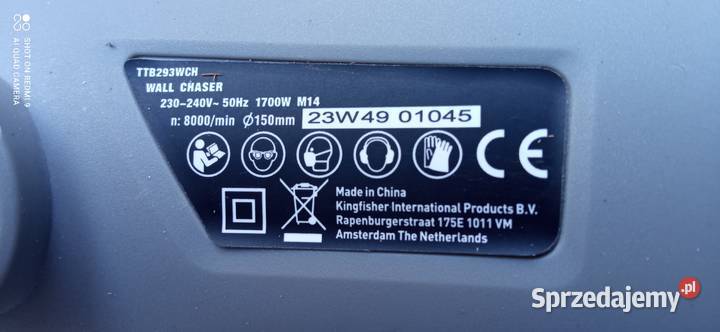 SHOT ON REDMI 9
AI QUAD CAMERA
TTB293WCH
WALL CHASER
230-240V~ 50Hz 1700W M14
n: 8000/min Ø150mm 23W49 01045
CE
Made in China
Kingfisher International Products B.V.
Rapenburgerstraat 175E 1011 VM
Amsterdam The Netherlands
Sprzedajemy.pl